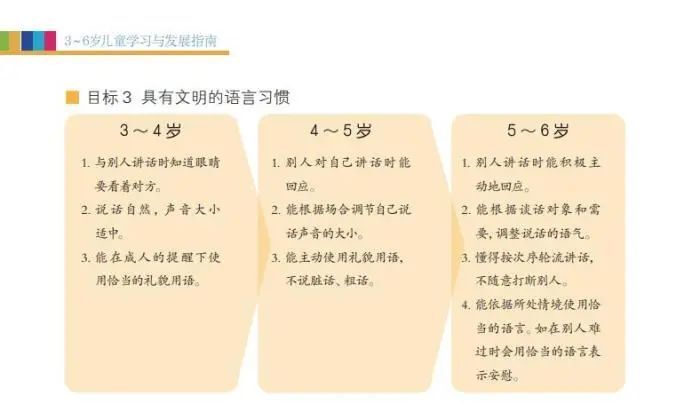 3~6岁儿童学习与发展指南
目标 3 具有文明的语言习惯
3～4 岁
1. 与别人讲话时知道眼睛
要看着对方。
2. 说话自然，声音大小
适中。
3. 能在成人的提醒下使
用恰当的礼貌用语。
4～5 岁
1. 别人对自己讲话时能
回应。
2. 能根据场合调节自己说
话声音的大小。
3. 能主动使用礼貌用语，
不说脏话、粗话。
5～6 岁
1. 别人讲话时能积极主
动地回应。
2. 能根据谈话对象和需
要，调整说话的语气。
3. 懂得按次序轮流讲话，
不随意打断别人。
4. 能依据所处情境使用恰
当的语言。如在别人难
过时会用恰当的语言表
示安慰。